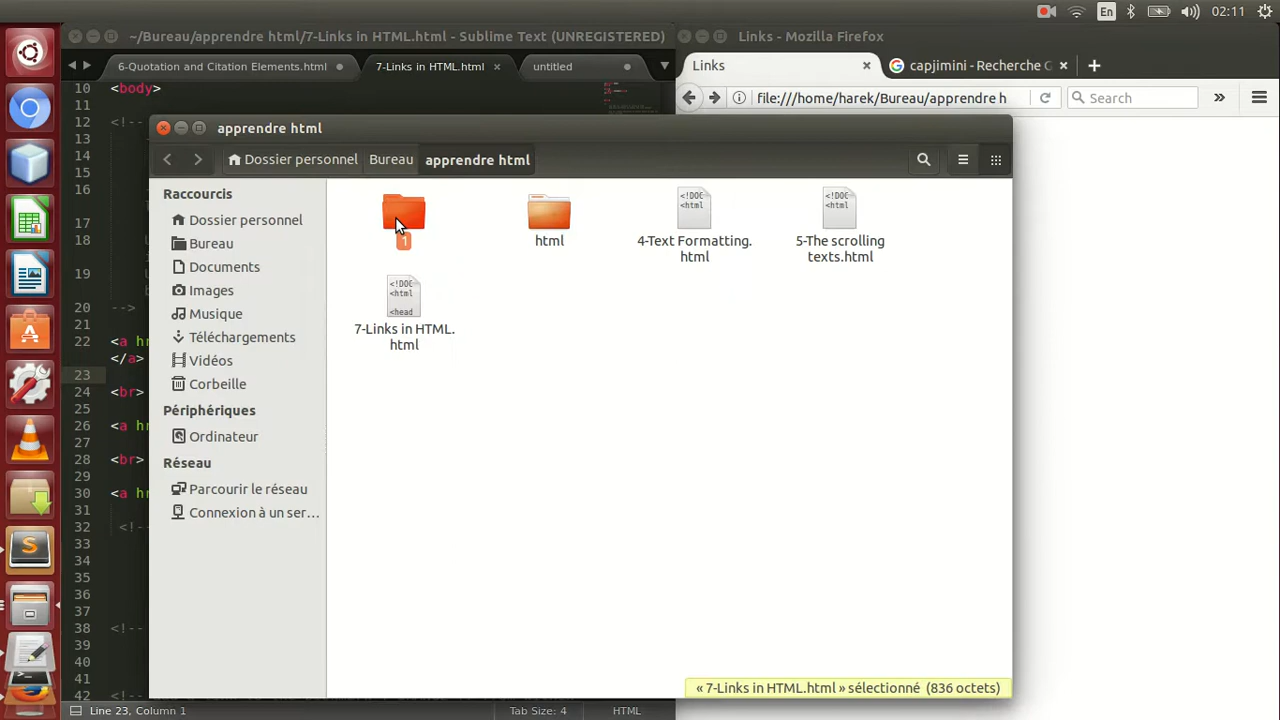 En
02:11
~/Bureau/apprendre html/7-Links in HTML.html - Sublime Text (UNREGISTERED)
Links - Mozilla Firefox
6-Quotation and Citation Elements.html
7-Links in HTML.html
untitled
Links
capjimini - Recherche G
file:///home/harek/Bureau/apprendre h
Search
10 <body>
11
12 <!--
13
14
15
16
17
18
19
20 -->
21
22 <a h
</a>
23
24 <br>
25
26 <a h
27
28 <br>
29
30 <a h
31
32 <!--
33
34
35
36
37
38 <!--
39
40
41
42 <!--
apprendre html
Dossier personnel
Bureau
apprendre html
Raccourcis
Dossier personnel
Bureau
Documents
Images
Musique
Téléchargements
Vidéos
Corbeille
Périphériques
Ordinateur
Réseau
Parcourir le réseau
Connexion à un ser…
1
html
4-Text Formatting.
html
5-The scrolling
texts.html
7-Links in HTML.
html
« 7-Links in HTML.html » sélectionné (836 octets)
Line 23, Column 1
Tab Size: 4
HTML